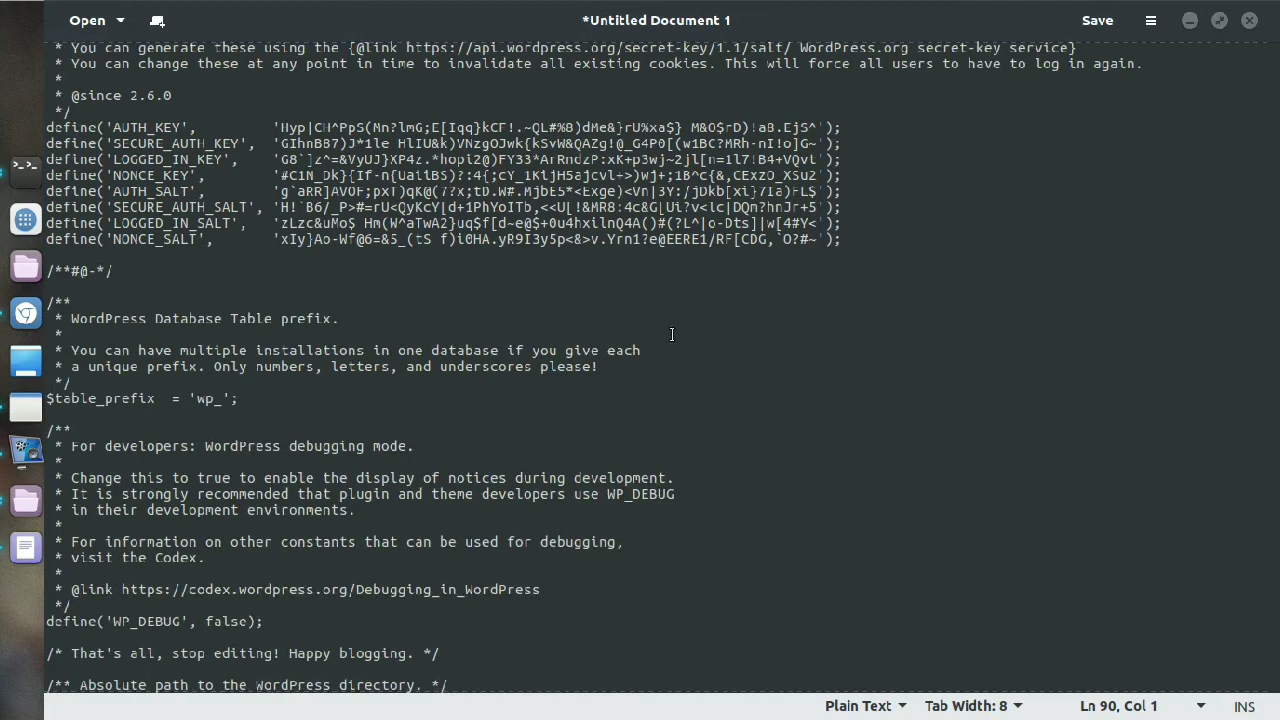 Open
*Untitled Document 1
Save
* You can generate these using the {@link https://api.wordpress.org/secret-key/1.1/salt/ WordPress.org secret-key service}
* You can change these at any point in time to invalidate all existing cookies. This will force all users to have to log in again.
*
* @since 2.6.0
*/
define('AUTH_KEY',
define('SECURE_AUTH_KEY',
define('LOGGED_IN_KEY',
define('NONCE_KEY',
define('AUTH_SALT',
define('SECURE_AUTH_SALT',
define('LOGGED_IN_SALT',
define('NONCE_SALT',
/**#@-*/
/**
* WordPress Database Table prefix.
*
* You can have multiple installations in one database if you give each
* a unique prefix. Only numbers, letters, and underscores please!
*/
$table_prefix  = 'wp_';
/**
* For developers: WordPress debugging mode.
*
* Change this to true to enable the display of notices during development.
* It is strongly recommended that plugin and theme developers use WP_DEBUG
* in their development environments.
*
* For information on other constants that can be used for debugging,
* visit the Codex.
*
* @link https://codex.wordpress.org/Debugging_in_WordPress
*/
define('WP_DEBUG', false);
/* That's all, stop editing! Happy blogging. */
/** Absolute path to the WordPress directory. */
Plain Text
Tab Width: 8
Ln 90, Col 1
INS